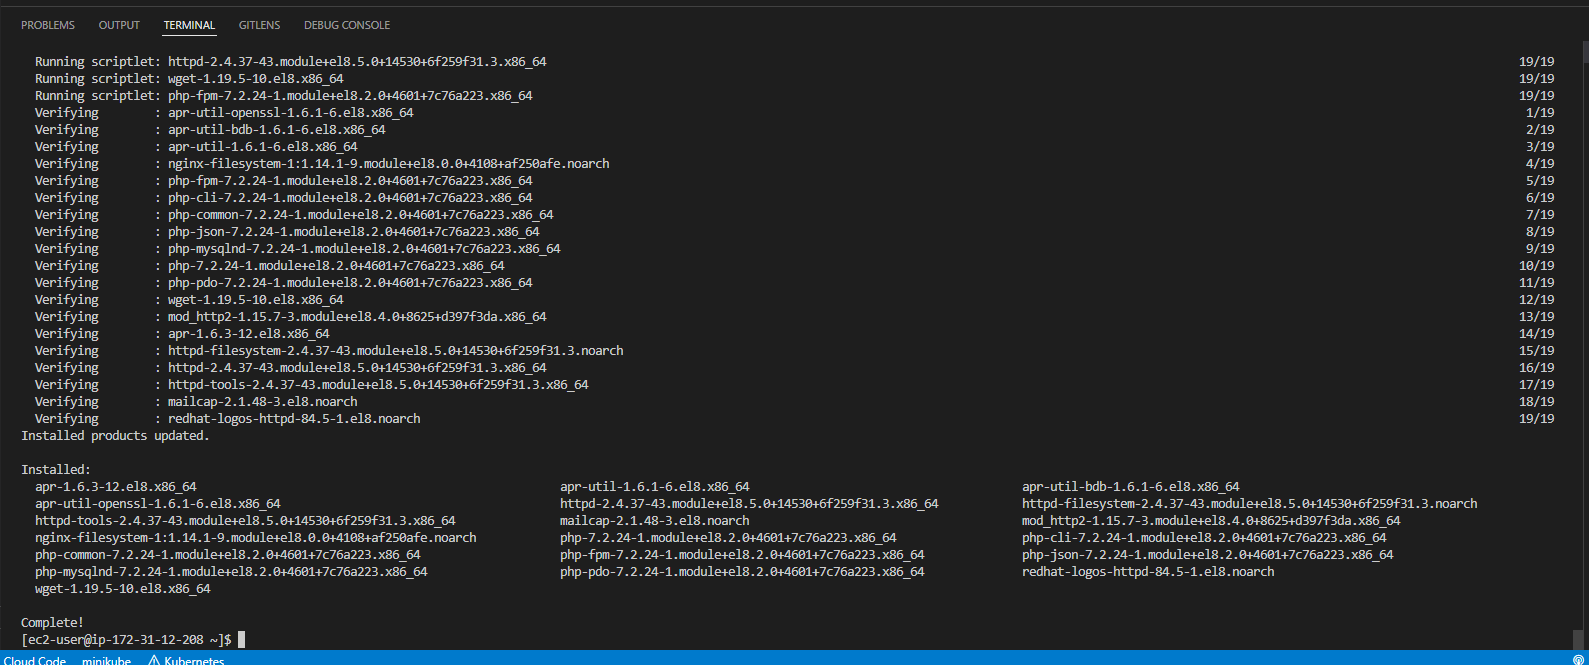 PROBLEMS OUTPUT TERMINAL GITLENS DEBUG CONSOLE
Running scriptlet: httpd-2.4.37-43.module+el8.5.0+14530+6f259f31.3.x86_64 19/19
Running scriptlet: wget-1.19.5-10.el8.x86_64 19/19
Running scriptlet: php-fpm-7.2.24-1.module+el8.2.0+4601+7c76a223.x86_64 19/19
Verifying : apr-util-openssl-1.6.1-6.el8.x86_64 1/19
Verifying : apr-util-bdb-1.6.1-6.el8.x86_64 2/19
Verifying : apr-util-1.6.1-6.el8.x86_64 3/19
Verifying : nginx-filesystem-1:1.14.1-9.module+el8.0.0+4108+af250afe.noarch 4/19
Verifying : php-fpm-7.2.24-1.module+el8.2.0+4601+7c76a223.x86_64 5/19
Verifying : php-cli-7.2.24-1.module+el8.2.0+4601+7c76a223.x86_64 6/19
Verifying : php-common-7.2.24-1.module+el8.2.0+4601+7c76a223.x86_64 7/19
Verifying : php-json-7.2.24-1.module+el8.2.0+4601+7c76a223.x86_64 8/19
Verifying : php-mysqlnd-7.2.24-1.module+el8.2.0+4601+7c76a223.x86_64 9/19
Verifying : php-7.2.24-1.module+el8.2.0+4601+7c76a223.x86_64 10/19
Verifying : php-pdo-7.2.24-1.module+el8.2.0+4601+7c76a223.x86_64 11/19
Verifying : wget-1.19.5-10.el8.x86_64 12/19
Verifying : mod_http2-1.15.7-3.module+el8.4.0+8625+d397f3da.x86_64 13/19
Verifying : apr-1.6.3-12.el8.x86_64 14/19
Verifying : httpd-filesystem-2.4.37-43.module+el8.5.0+14530+6f259f31.3.noarch 15/19
Verifying : httpd-2.4.37-43.module+el8.5.0+14530+6f259f31.3.x86_64 16/19
Verifying : httpd-tools-2.4.37-43.module+el8.5.0+14530+6f259f31.3.x86_64 17/19
Verifying : mailcap-2.1.48-3.el8.noarch 18/19
Verifying : redhat-logos-httpd-84.5-1.el8.noarch 19/19
Installed products updated.
Installed:
apr-1.6.3-12.el8.x86_64 apr-util-1.6.1-6.el8.x86_64 apr-util-bdb-1.6.1-6.el8.x86_64
apr-util-openssl-1.6.1-6.el8.x86_64 httpd-2.4.37-43.module+el8.5.0+14530+6f259f31.3.x86_64 httpd-filesystem-2.4.37-43.module+el8.5.0+14530+6f259f31.3.noarch
httpd-tools-2.4.37-43.module+el8.5.0+14530+6f259f31.3.x86_64 mailcap-2.1.48-3.el8.noarch mod_http2-1.15.7-3.module+el8.4.0+8625+d397f3da.x86_64
nginx-filesystem-1:1.14.1-9.module+el8.0.0+4108+af250afe.noarch php-7.2.24-1.module+el8.2.0+4601+7c76a223.x86_64 php-cli-7.2.24-1.module+el8.2.0+4601+7c76a223.x86_64
php-common-7.2.24-1.module+el8.2.0+4601+7c76a223.x86_64 php-fpm-7.2.24-1.module+el8.2.0+4601+7c76a223.x86_64 php-json-7.2.24-1.module+el8.2.0+4601+7c76a223.x86_64
php-mysqlnd-7.2.24-1.module+el8.2.0+4601+7c76a223.x86_64 php-pdo-7.2.24-1.module+el8.2.0+4601+7c76a223.x86_64 redhat-logos-httpd-84.5-1.el8.noarch
wget-1.19.5-10.el8.x86_64
Complete!
[ec2-user@ip-172-31-12-208 ~]$
Cloud Code minikube Kubernetes